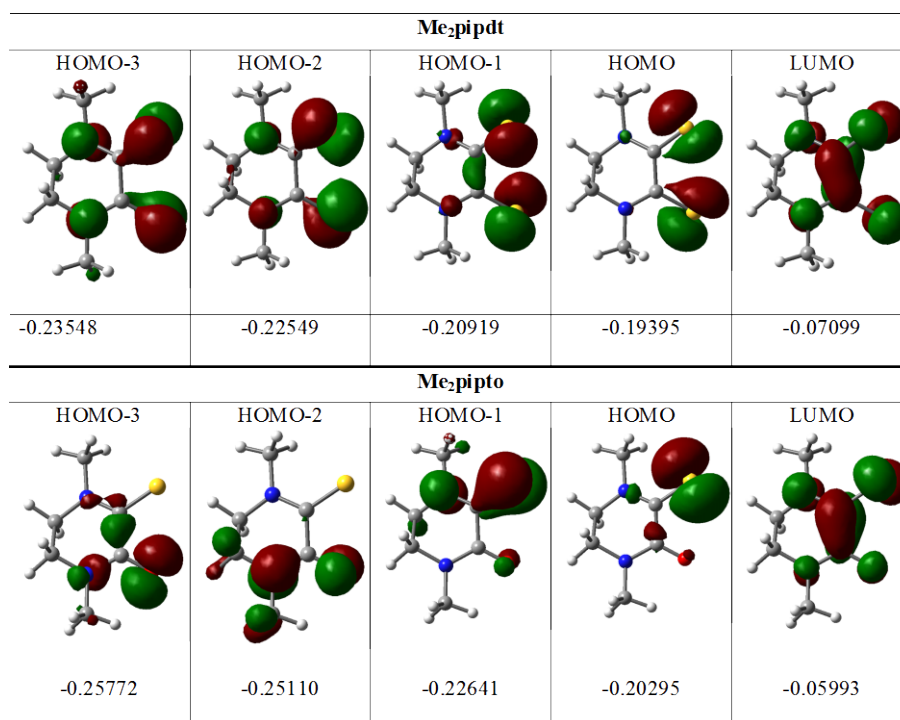 Me₂pipdt
HOMO-3 HOMO-2 HOMO-1 HOMO LUMO
-0.23548 -0.22549 -0.20919 -0.19395 -0.07099
Me₂pipto
HOMO-3 HOMO-2 HOMO-1 HOMO LUMO
-0.25772 -0.25110 -0.22641 -0.20295 -0.05993